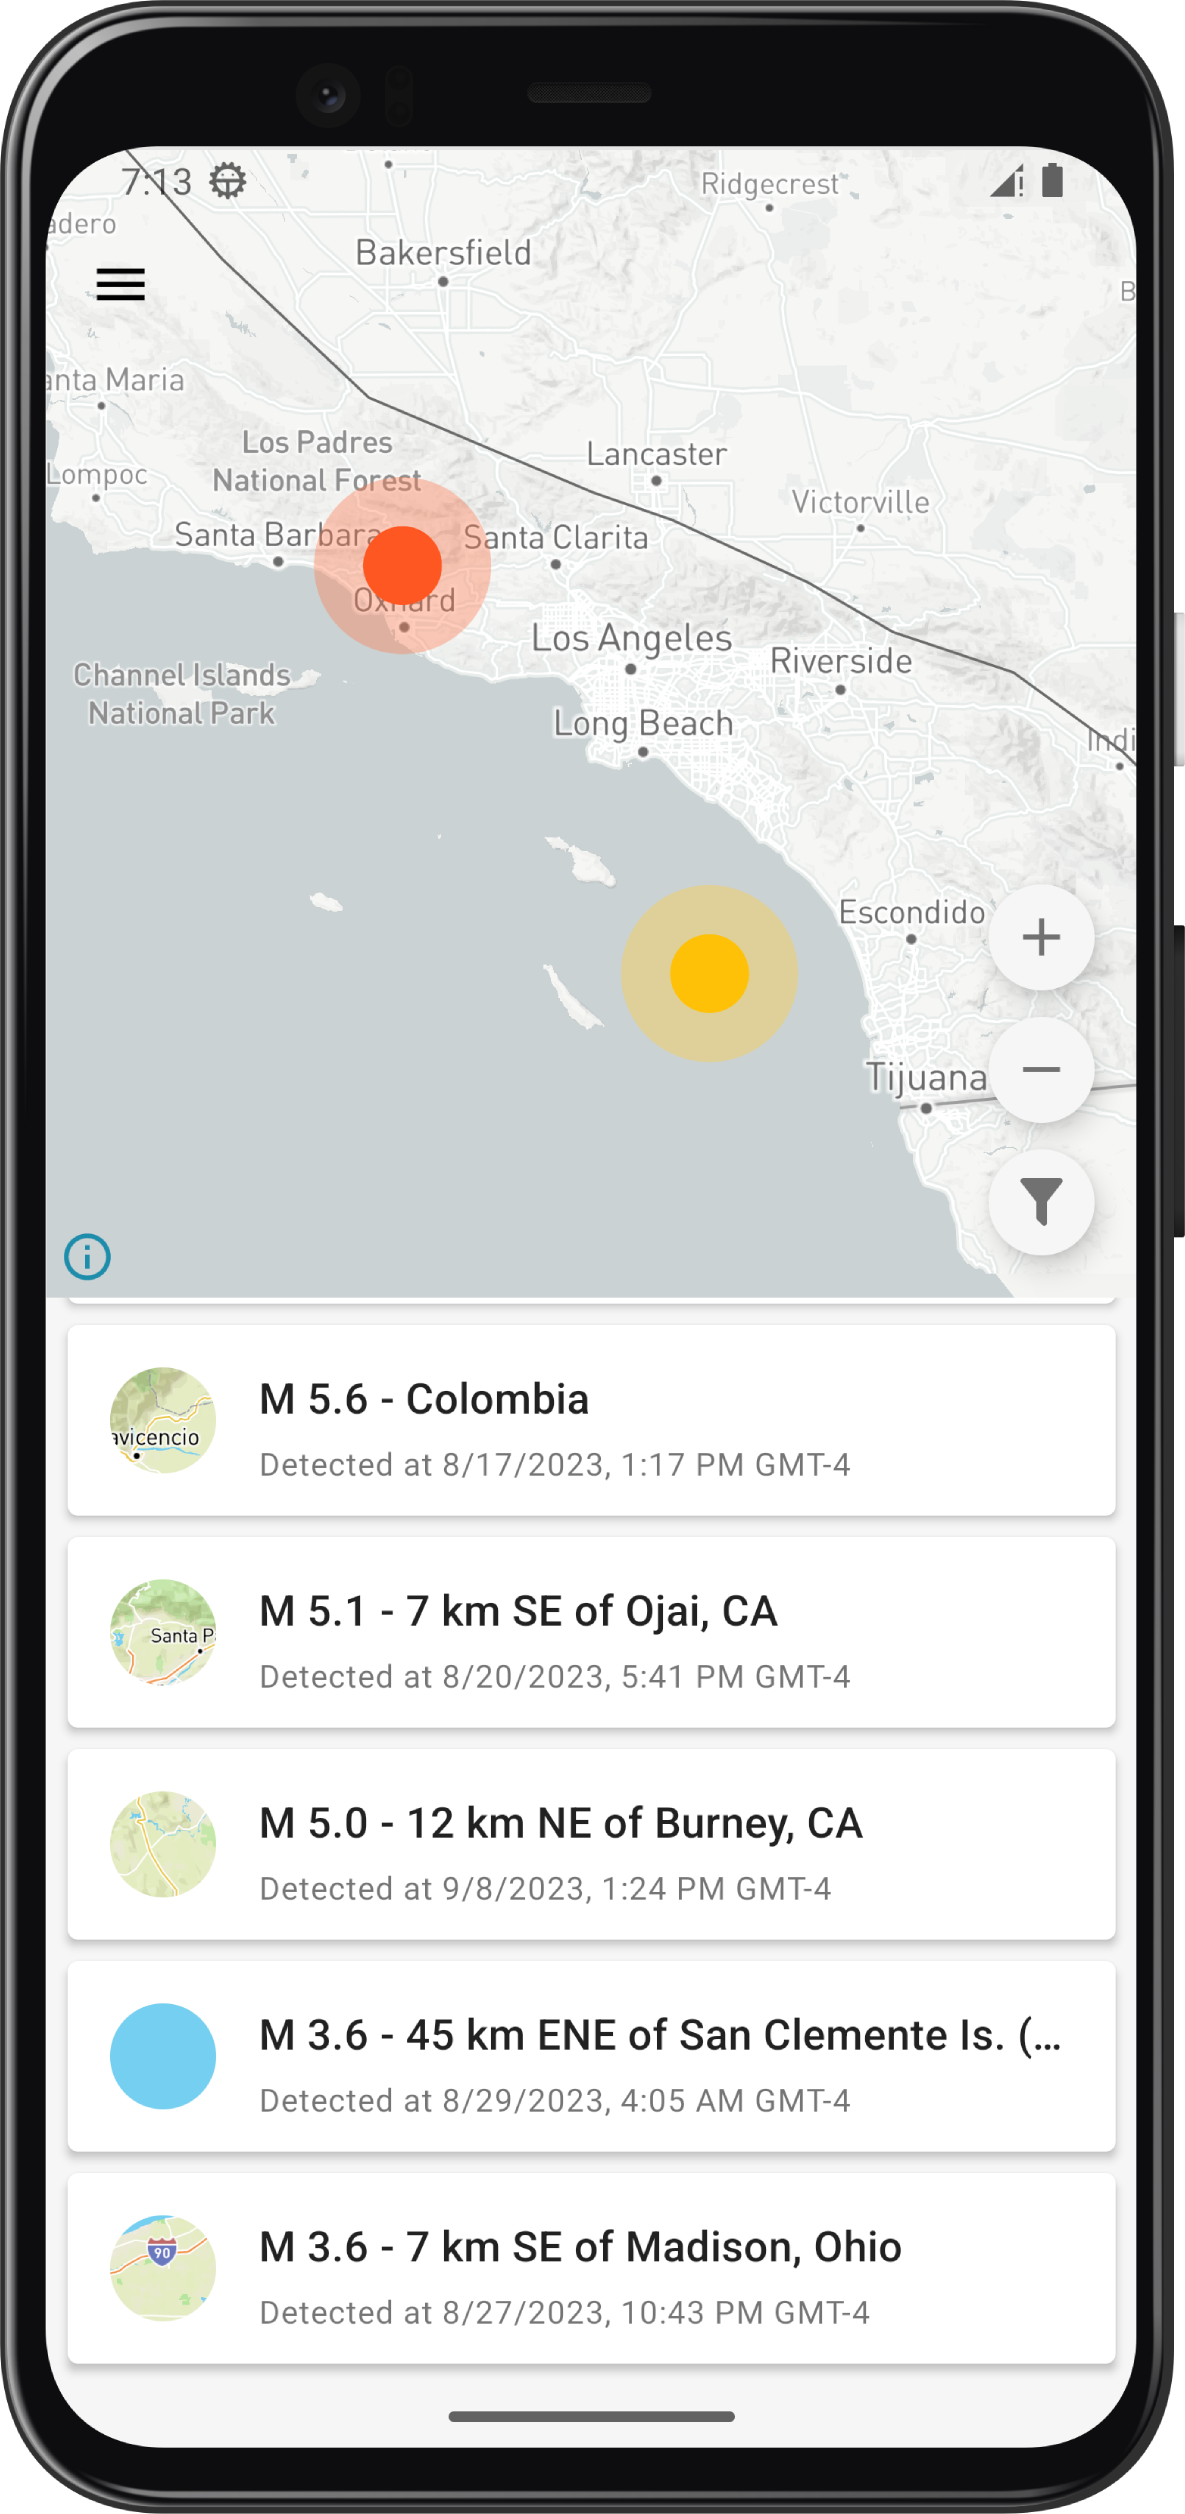 7:13
Ridgecrest
adero
Bakersfield
B
anta Maria
Los Padres
National Forest
Lancaster
Lompoc
Victorville
Santa Barbara
Santa Clarita
Oxnard
Los Angeles
Riverside
Channel Islands
National Park
Long Beach
Indi
Escondido
Tijuana
M 5.6 - Colombia
avicencio
Detected at 8/17/2023, 1:17 PM GMT-4
M 5.1 - 7 km SE of Ojai, CA
Santa P
Detected at 8/20/2023, 5:41 PM GMT-4
M 5.0 - 12 km NE of Burney, CA
Detected at 9/8/2023, 1:24 PM GMT-4
M 3.6 - 45 km ENE of San Clemente Is. (...
Detected at 8/29/2023, 4:05 AM GMT-4
M 3.6 - 7 km SE of Madison, Ohio
90
Detected at 8/27/2023, 10:43 PM GMT-4